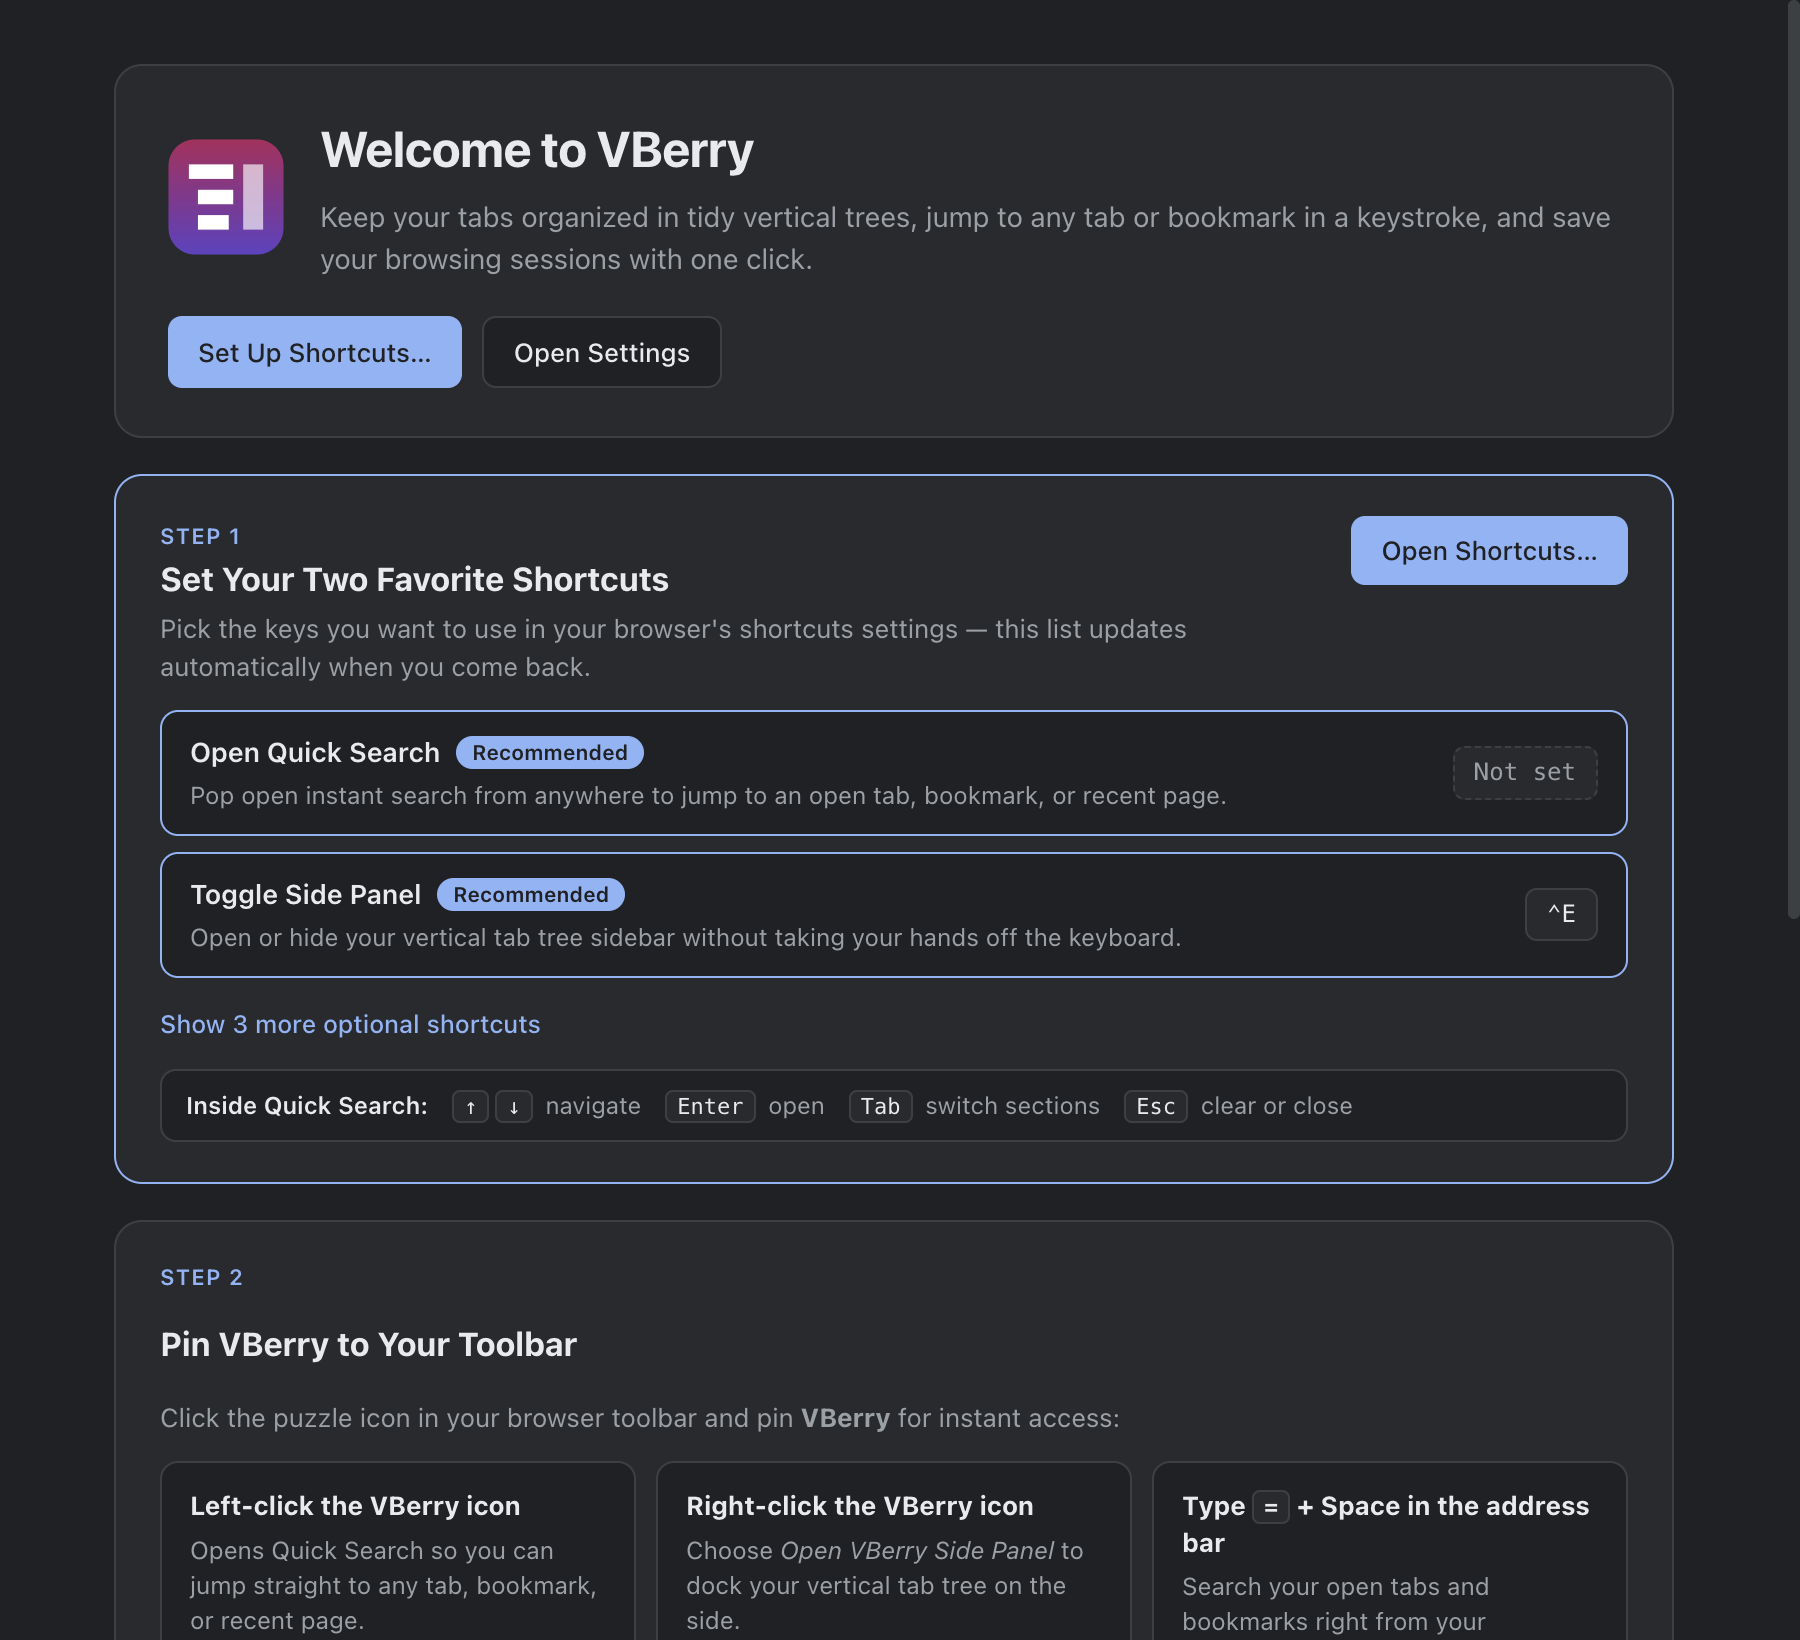 Welcome to VBerry
Keep your tabs organized in tidy vertical trees, jump to any tab or bookmark in a keystroke, and save
your browsing sessions with one click.
Set Up Shortcuts...
Open Settings
STEP 1
Open Shortcuts...
Set Your Two Favorite Shortcuts
Pick the keys you want to use in your browser's shortcuts settings — this list updates
automatically when you come back.
Open Quick Search Recommended
Not set
Pop open instant search from anywhere to jump to an open tab, bookmark, or recent page.
Toggle Side Panel Recommended
^E
Open or hide your vertical tab tree sidebar without taking your hands off the keyboard.
Show 3 more optional shortcuts
Inside Quick Search: ↑ ↓ navigate Enter open Tab switch sections Esc clear or close
STEP 2
Pin VBerry to Your Toolbar
Click the puzzle icon in your browser toolbar and pin VBerry for instant access:
Left-click the VBerry icon
Opens Quick Search so you can
jump straight to any tab, bookmark,
or recent page.
Right-click the VBerry icon
Choose Open VBerry Side Panel to
dock your vertical tab tree on the
side.
Type = + Space in the address
bar
Search your open tabs and
bookmarks right from your